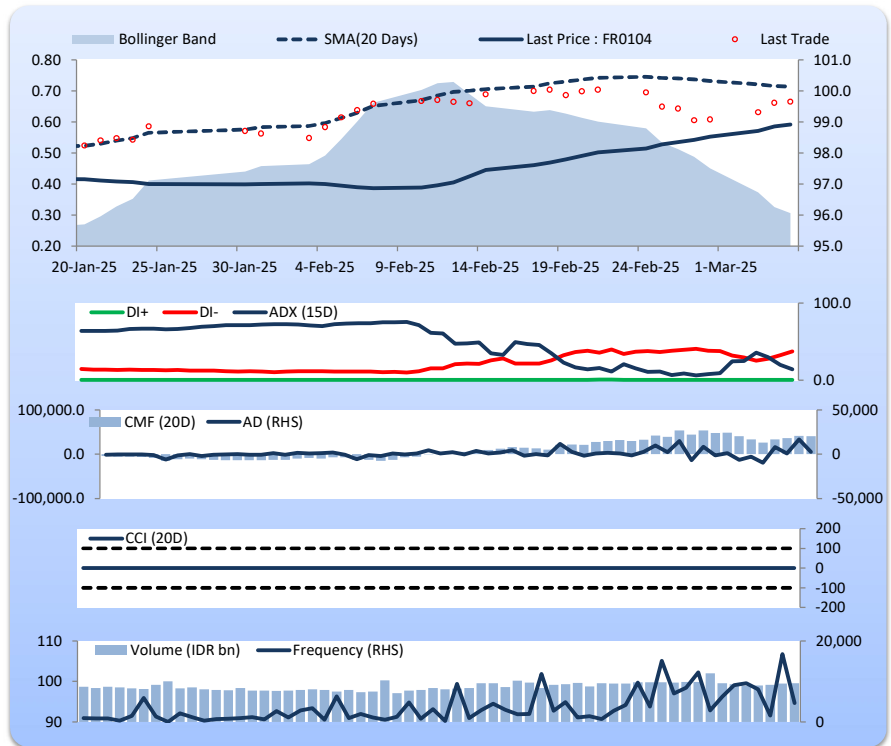 Bollinger Band SMA(20 Days) Last Price : FR0104 Last Trade
0.80 101.0
0.70 100.0
0.60 99.0
0.50 98.0
0.40 97.0
0.30 96.0
0.20 95.0
20-Jan-25 25-Jan-25 30-Jan-25 4-Feb-25 9-Feb-25 14-Feb-25 19-Feb-25 24-Feb-25 1-Mar-25
DI+ DI- ADX (15D) 100.0
0.0
100,000.0 CMF (20D) AD (RHS) 50,000
0.0 0
-100,000.0 -50,000
CCI (20D) 200
100
0
-100
-200
110 Volume (IDR bn) Frequency (RHS) 20,000
100 10,000
90 0